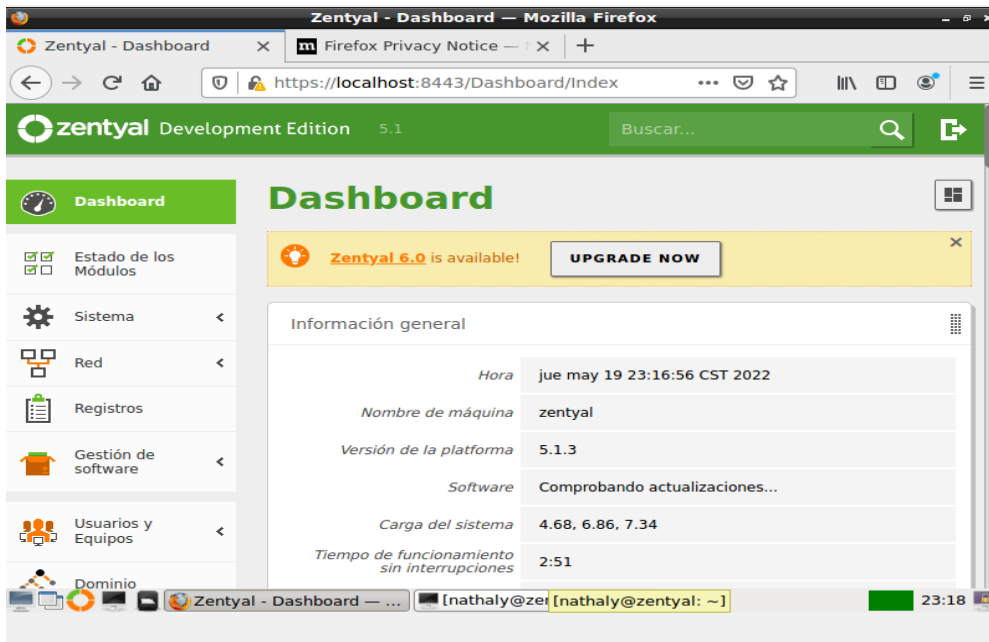 Zentyal - Dashboard — Mozilla Firefox
Zentyal - Dashboard
Firefox Privacy Notice —
https://localhost:8443/Dashboard/Index
zentyal Development Edition 5.1
Buscar...
Dashboard
Estado de los
Módulos
Sistema
Red
Registros
Gestión de
software
Usuarios y
Equipos
Dominio
Dashboard
Zentyal 6.0 is available!
UPGRADE NOW
Información general
Hora jue may 19 23:16:56 CST 2022
Nombre de máquina zentyal
Versión de la platforma 5.1.3
Software Comprobando actualizaciones...
Carga del sistema 4.68, 6.86, 7.34
Tiempo de funcionamiento
sin interrupciones 2:51
Zentyal - Dashboard — ...
[nathaly@zen
[nathaly@zentyal: ~]
23:18